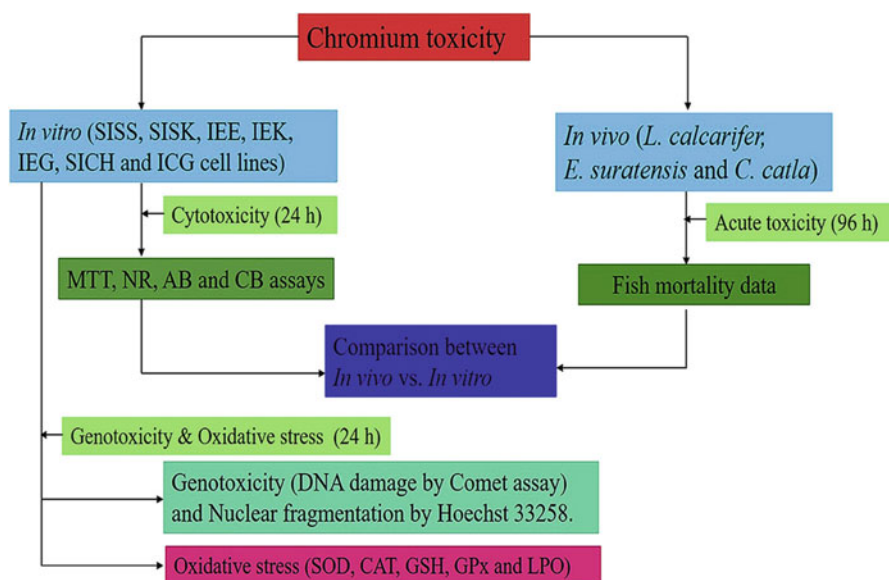 Chromium toxicity
In vitro (SISS, SISK, IEE, IEK,
IEG, SICH and ICG cell lines)
In vivo (L. calcarifer,
E. suratensis and C. catla)
Cytotoxicity (24 h)
Acute toxicity (96 h)
MTT, NR, AB and CB assays
Fish mortality data
Comparison between
In vivo vs. In vitro
Genotoxicity & Oxidative stress (24 h)
Genotoxicity (DNA damage by Comet assay)
and Nuclear fragmentation by Hoechst 33258.
Oxidative stress (SOD, CAT, GSH, GPx and LPO)